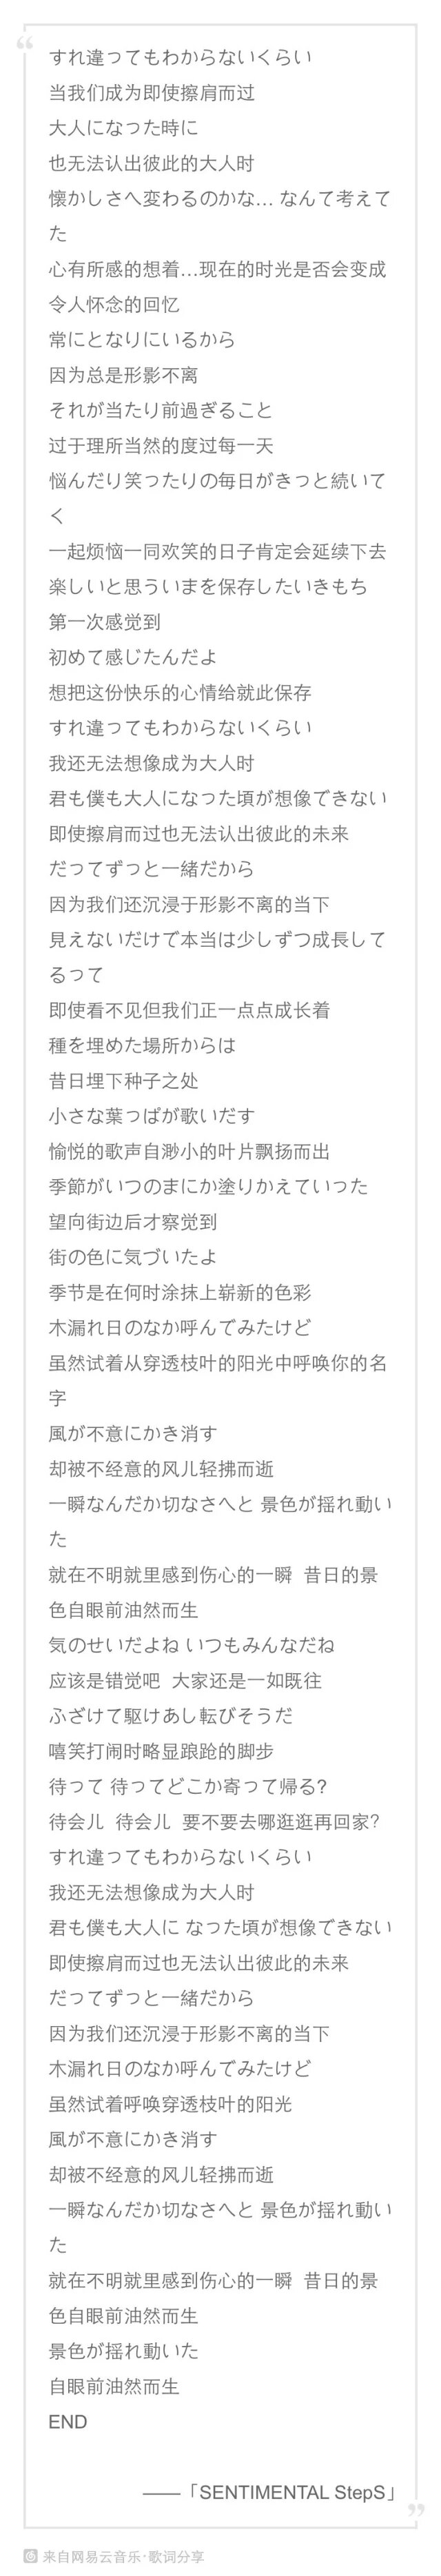 すれ違ってもわからないくらい
当我们成为即使擦肩而过
大人になった時に
也无法认出彼此的大人时
懐かしさへ変わるのかな... なんて考えて
た
心有所感的想着...现在的时光是否会变成
令人怀念的回忆
常にとなりにいるから
因为总是形影不离
それが当たり前過ぎること
过于理所当然的度过每一天
悩んだり笑ったりの毎日がきっと続いて
く
一起烦恼一同欢笑的日子肯定会延续下去
楽しいと思ういまを保存したいきもち
第一次感觉到
初めて感じたんだよ
想把这份快乐的心情给就此保存
すれ違ってもわからないくらい
我还无法想像成为大人时
君も僕も大人になった頃が想像できない
即使擦肩而过也无法认出彼此的未来
だってずっと一緒だから
因为我们还沉浸于形影不离的当下
見えないだけで本当は少しずつ成長して
るって
即使看不见但我们正一点点成长着
種を埋めた場所からは
昔日埋下种子之处
小さな葉っぱが歌いだす
愉悦的歌声自渺小的叶片飘扬而出
季節がいつのまにか塗りかえていった
望向街边后才察觉到
街の色に気づいたよ
季节是在何时涂抹上崭新的色彩
木漏れ日のなか呼んでみたけど
虽然试着从穿透枝叶的阳光中呼唤你的名
字
風が不意にかき消す
却被不经意的风儿轻拂而逝
一瞬なんだか切なさへと 景色が揺れ動い
た
就在不明就里感到伤心的一瞬 昔日的景
色自眼前油然而生
気のせいだよね いつもみんなだね
应该是错觉吧 大家还是一如既往
ふざけて駆けあし転びそうだ
嘻笑打闹时略显踉跄的脚步
待って 待ってどこか寄って帰る?
待会儿 待会儿 要不要去哪逛逛再回家?
すれ違ってもわからないくらい
我还无法想像成为大人时
君も僕も大人に なった頃が想像できない
即使擦肩而过也无法认出彼此的未来
だってずっと一緒だから
因为我们还沉浸于形影不离的当下
木漏れ日のなか呼んでみたけど
虽然试着呼唤穿透枝叶的阳光
風が不意にかき消す
却被不经意的风儿轻拂而逝
一瞬なんだか切なさへと 景色が揺れ動い
た
就在不明就里感到伤心的一瞬 昔日的景
色自眼前油然而生
景色が揺れ動いた
自眼前油然而生
END
——「SENTIMENTAL StepS」
来自网易云音乐·歌词分享